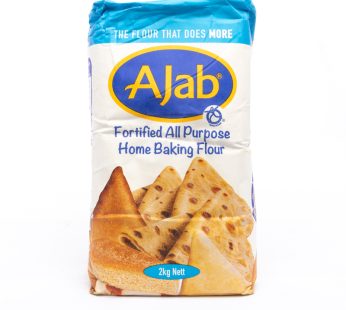 THE FLOUR THAT DOES MORE
AJab®
Fortified All Purpose
Home Baking Flour
2kg Nett